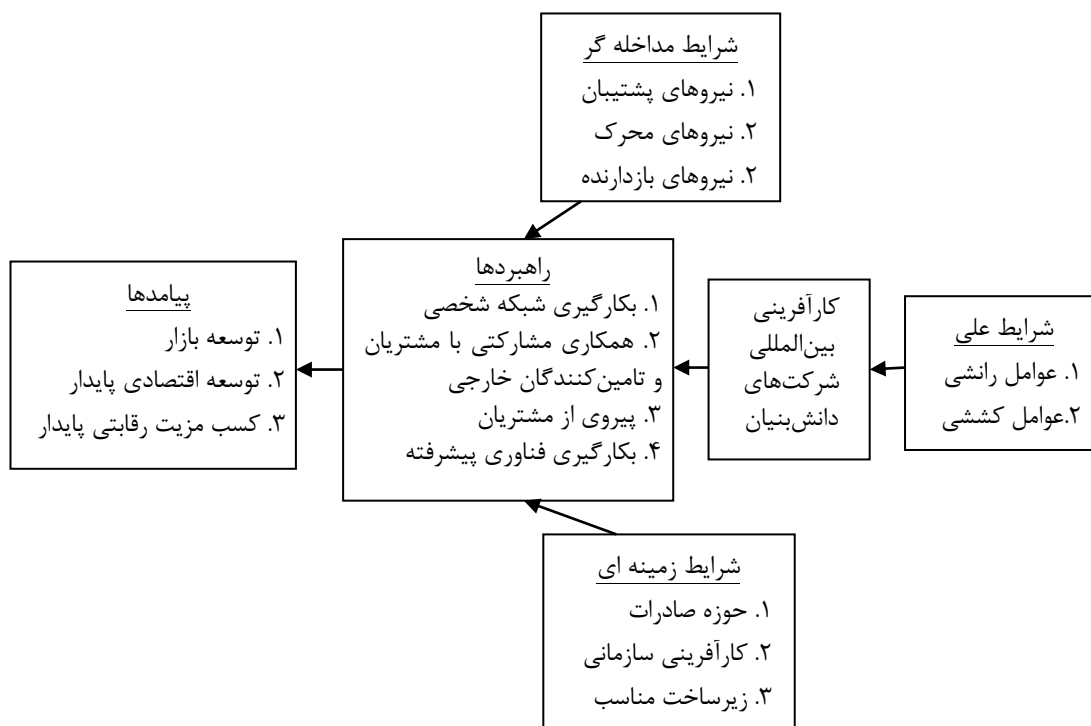 شرایط مداخله گر
۱. نیروهای پشتیبان
۲. نیروهای محرک
۲. نیروهای بازدارنده
شرایط علی
۱. عوامل رانشی
۲.عوامل کششی
کارآفرینی
بین‌المللی
شرکت‌های
دانش‌بنیان
راهبردها
۱. بکارگیری شبکه شخصی
۲. همکاری مشارکتی با مشتریان
و تامین‌کنندگان خارجی
۳. پیروی از مشتریان
۴. بکارگیری فناوری پیشرفته
پیامدها
۱. توسعه بازار
۲. توسعه اقتصادی پایدار
۳. کسب مزیت رقابتی پایدار
شرایط زمینه ای
۱. حوزه صادرات
۲. کارآفرینی سازمانی
۳. زیرساخت مناسب